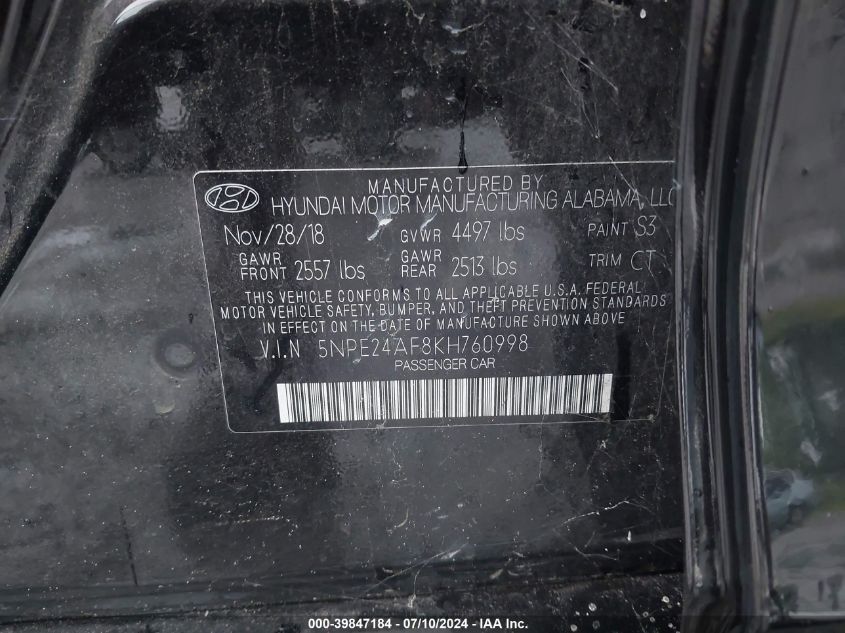 MANUFACTURED BY
HYUNDAI MOTOR MANUFACTURING ALABAMA, LLC
Nov/28/18 GVWR 4497 lbs PAINT S3
GAWR FRONT 2557 lbs GAWR REAR 2513 lbs TRIM CT
THIS VEHICLE CONFORMS TO ALL APPLICABLE U.S.A. FEDERAL
MOTOR VEHICLE SAFETY, BUMPER, AND THEFT PREVENTION STANDARDS
IN EFFECT ON THE DATE OF MANUFACTURE SHOWN ABOVE
V.I.N 5NPE24AF8KH760998
PASSENGER CAR
000-39847184 - 07/10/2024 - IAA Inc.